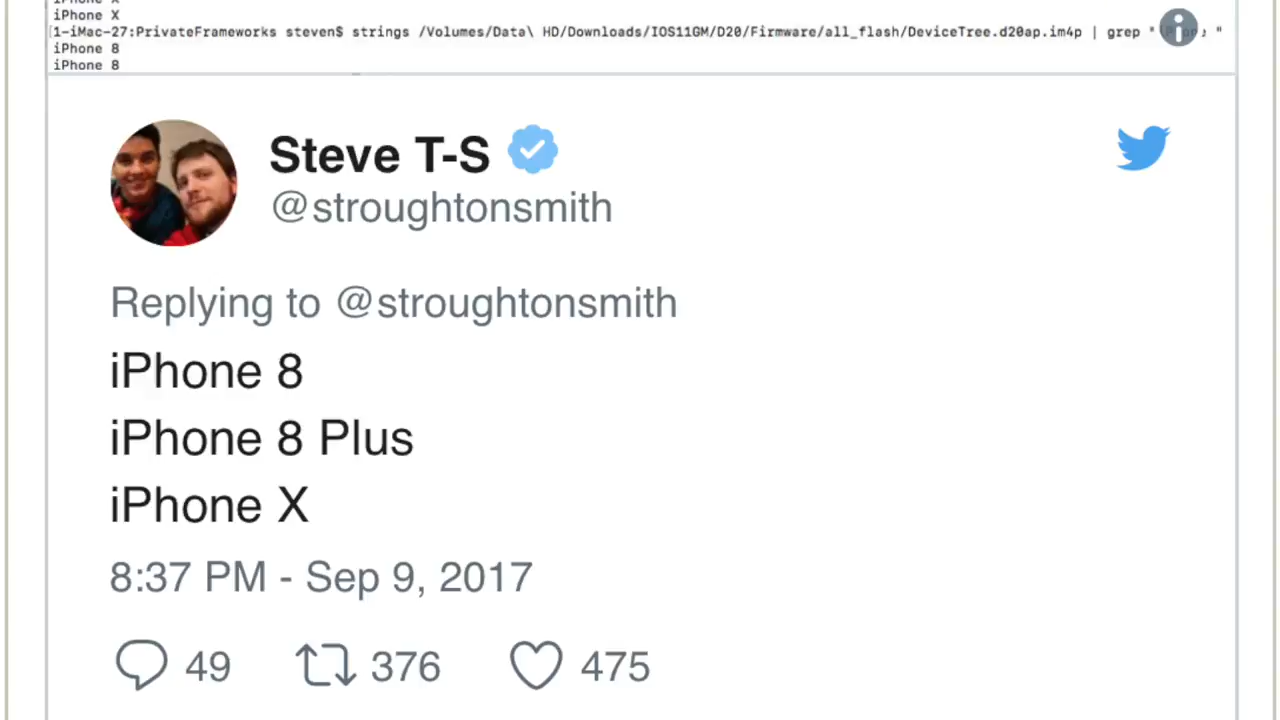 iPhone X
[1-iMac-27:PrivateFrameworks steven$ strings /Volumes/Data\ HD/Downloads/IOS11GM/D20/Firmware/all_flash/DeviceTree.d20ap.im4p | grep "
iPhone 8
iPhone 8
Steve T-S
@stroughtonsmith
Replying to @stroughtonsmith
iPhone 8
iPhone 8 Plus
iPhone X
8:37 PM - Sep 9, 2017
49 376 475